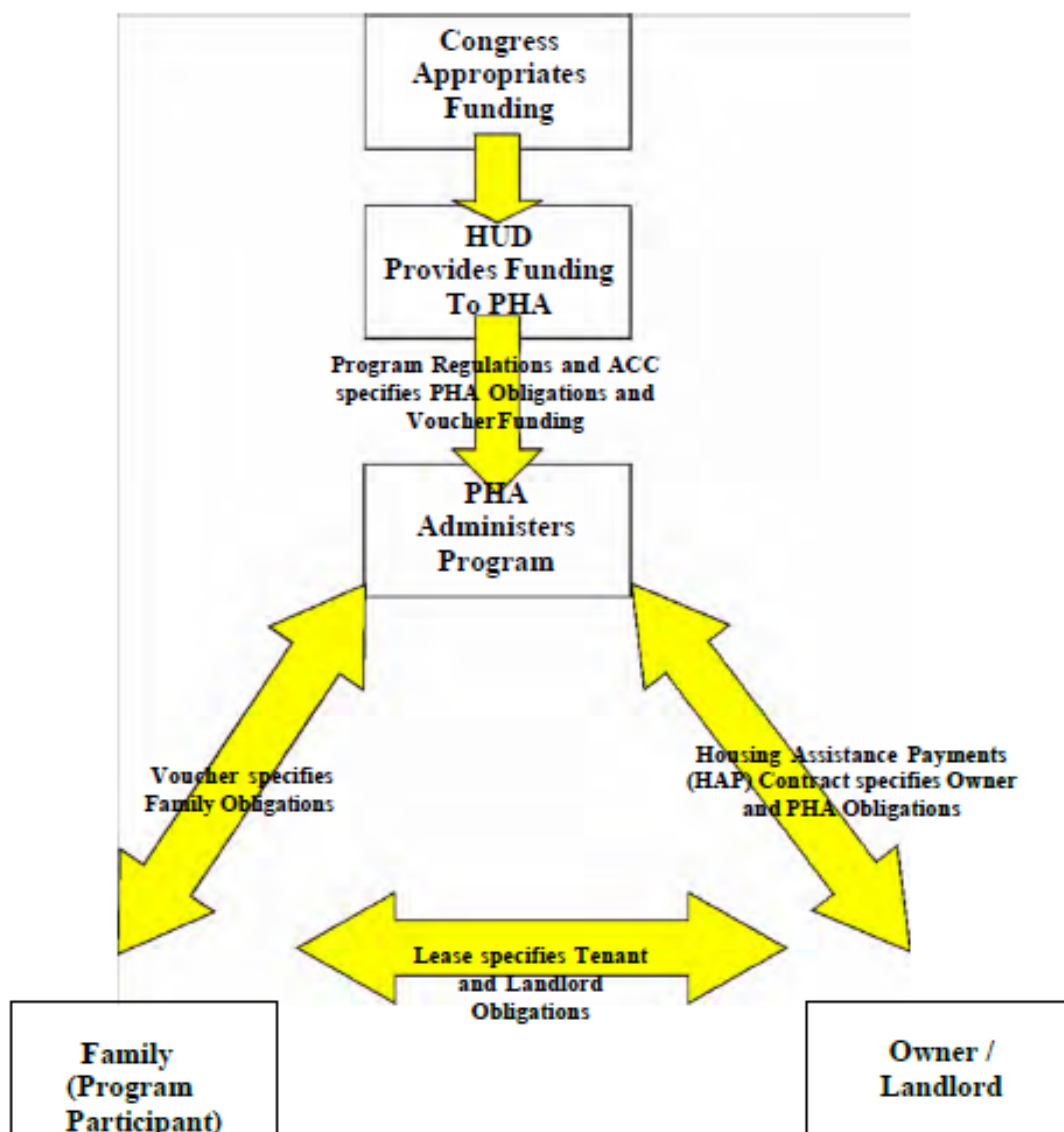 Congress
Appropriates
Funding
HUD
Provides Funding
To PHA
Program Regulations and ACC
specifies PHA Obligations and
Voucher Funding
PHA
Administers
Program
Voucher specifies
Family Obligations
Housing Assistance Payments
(HAP) Contract specifies Owner
and PHA Obligations
Lease specifies Tenant
and Landlord
Obligations
Family
(Program
Participant)
Owner /
Landlord